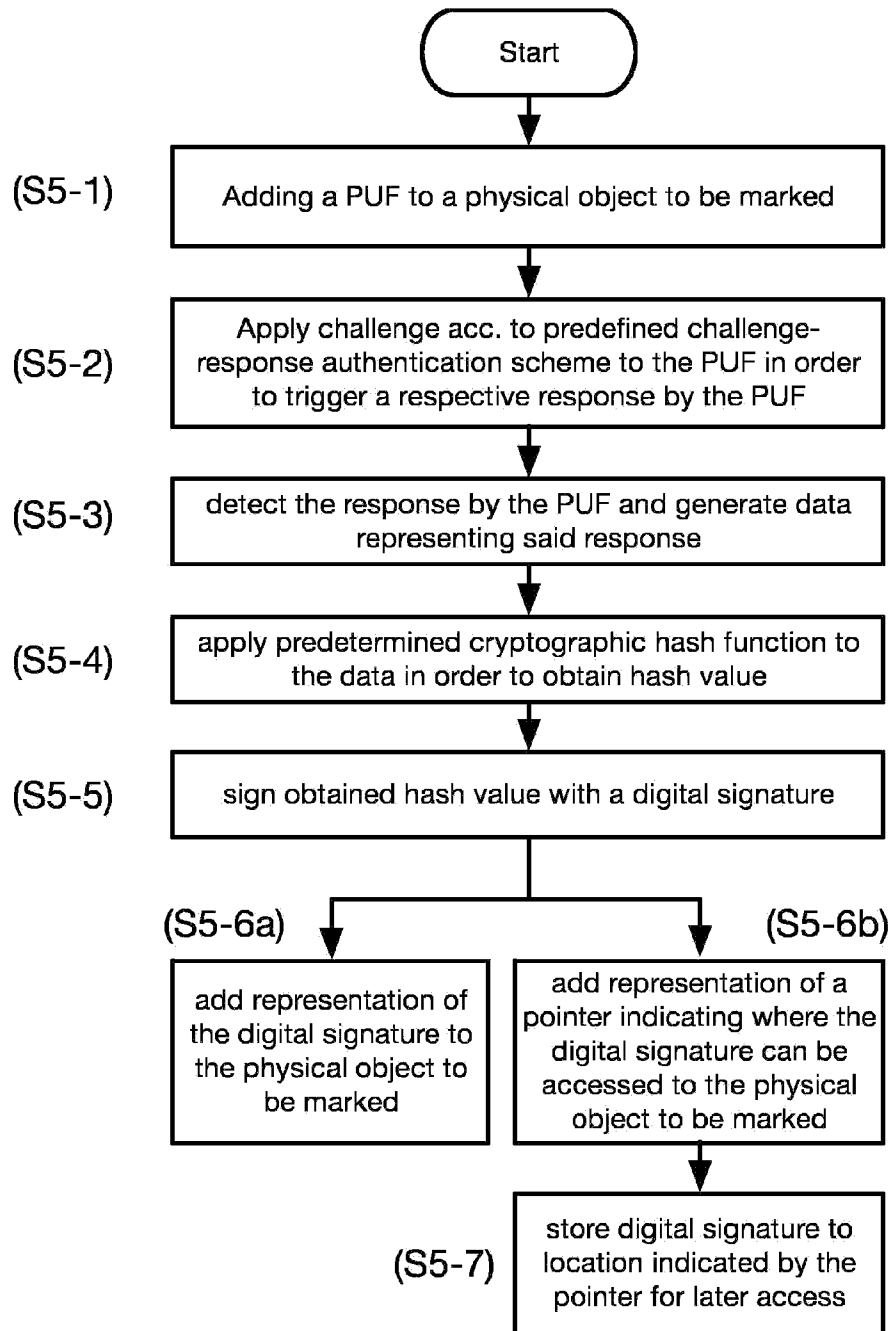 Start
(S5-1)
Adding a PUF to a physical object to be marked
(S5-2)
Apply challenge acc. to predefined challenge-
response authentication scheme to the PUF in order
to trigger a respective response by the PUF
(S5-3)
detect the response by the PUF and generate data
representing said response
(S5-4)
apply predetermined cryptographic hash function to
the data in order to obtain hash value
(S5-5)
sign obtained hash value with a digital signature
(S5-6a)
add representation of
the digital signature to
the physical object to
be marked
(S5-6b)
add representation of a
pointer indicating where the
digital signature can be
accessed to the physical
object to be marked
(S5-7)
store digital signature to
location indicated by the
pointer for later access